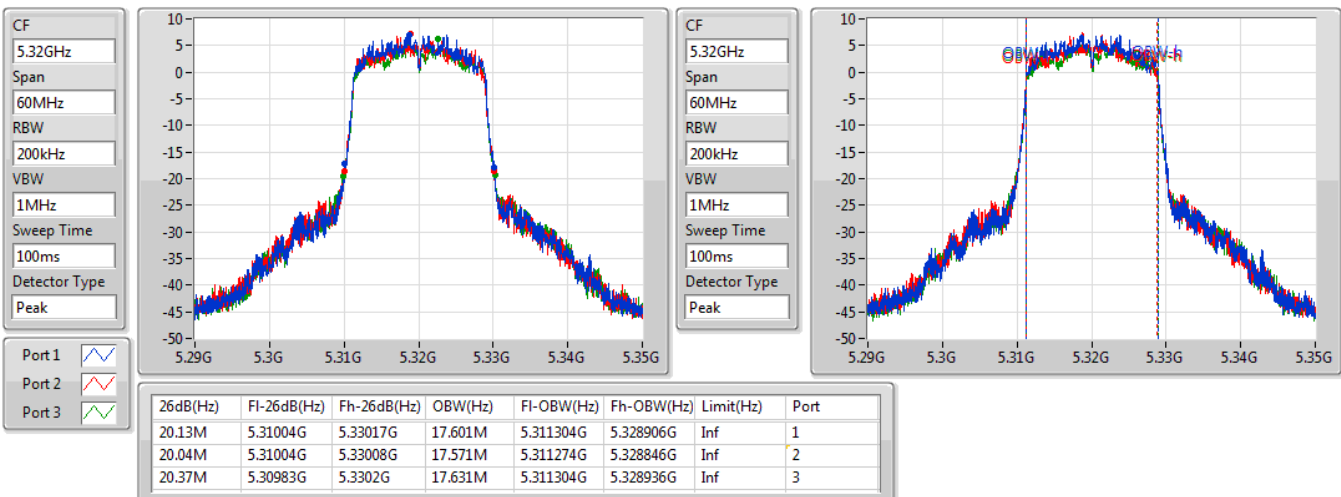 CF
5.32GHz
Span
60MHz
RBW
200kHz
VBW
1MHz
Sweep Time
100ms
Detector Type
Peak
Port 1
Port 2
Port 3
10
5
0
-5
-10
-15
-20
-25
-30
-35
-40
-45
-50
5.29G 5.3G 5.31G 5.32G 5.33G 5.34G 5.35G
CF
5.32GHz
Span
60MHz
RBW
200kHz
VBW
1MHz
Sweep Time
100ms
Detector Type
Peak
10
5
0
-5
-10
-15
-20
-25
-30
-35
-40
-45
-50
OBW OBW-h
5.29G 5.3G 5.31G 5.32G 5.33G 5.34G 5.35G
26dB(Hz) Fl-26dB(Hz) Fh-26dB(Hz) OBW(Hz) Fl-OBW(Hz) Fh-OBW(Hz) Limit(Hz) Port
20.13M 5.31004G 5.33017G 17.601M 5.311304G 5.328906G Inf 1
20.04M 5.31004G 5.33008G 17.571M 5.311274G 5.328846G Inf 2
20.37M 5.30983G 5.3302G 17.631M 5.311304G 5.328936G Inf 3